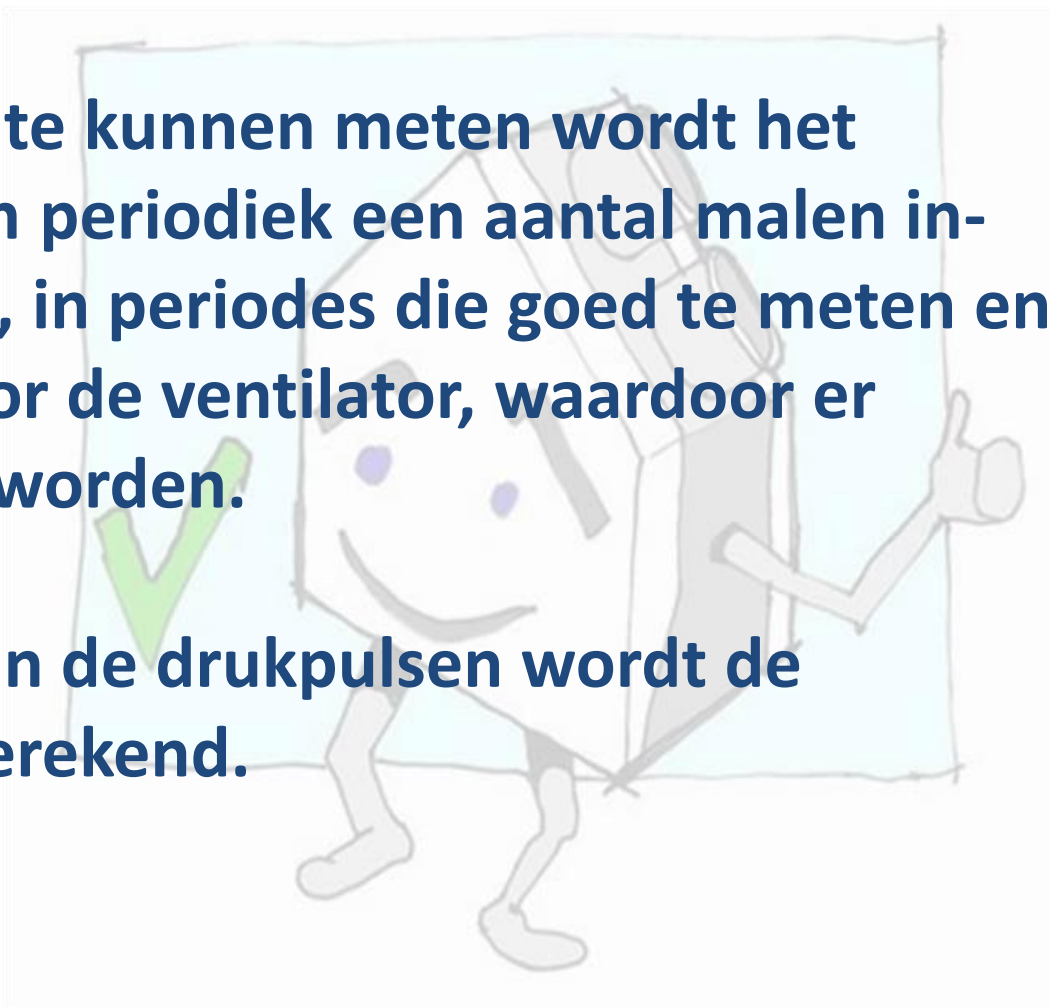 te kunnen meten wordt het
n periodiek een aantal malen in-
, in periodes die goed te meten en
or de ventilator, waardoor er
worden.
n de drukpulsen wordt de
erekend.